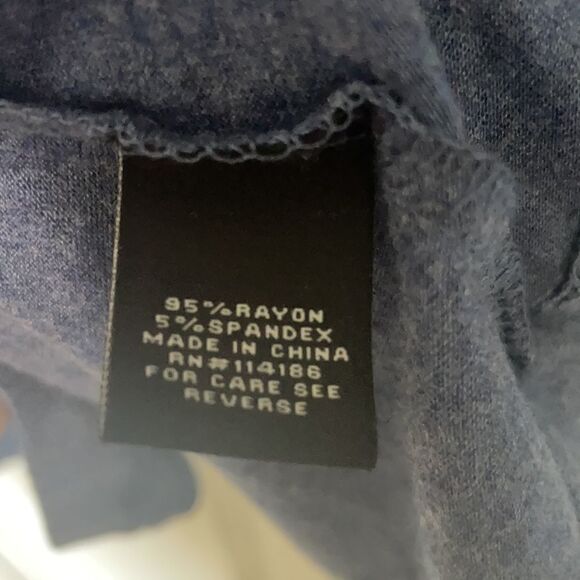 95%RAYON
5%SPANDEX
MADE IN CHINA
RN#114186
FOR CARE SEE
REVERSE